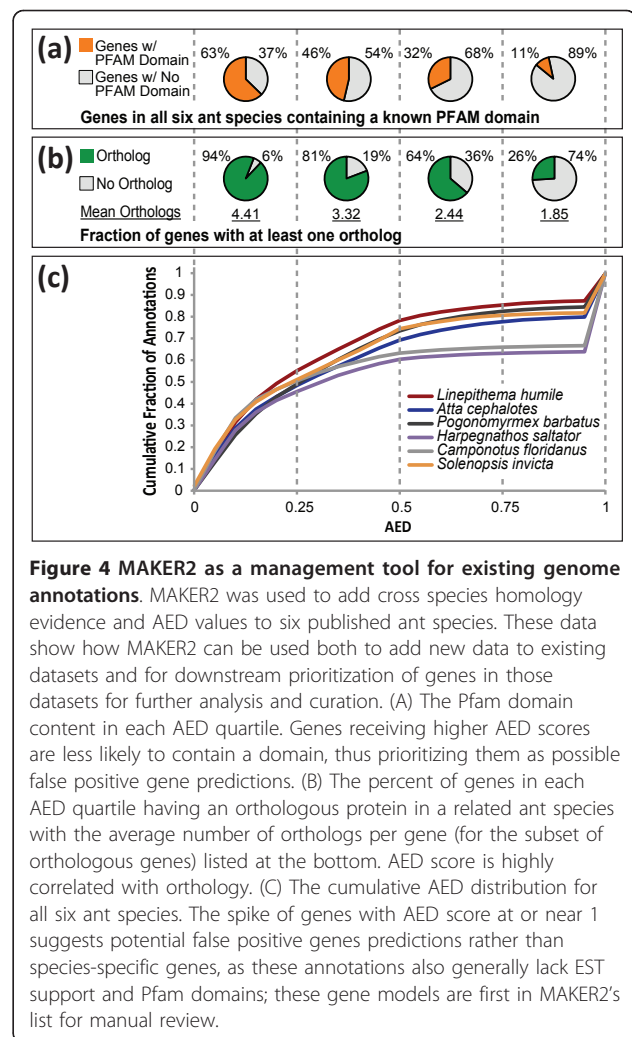 (a)
Genes w/ PFAM Domain
Genes w/ No PFAM Domain
63% 37% 46% 54% 32% 68% 11% 89%
Genes in all six ant species containing a known PFAM domain
(b)
Ortholog
No Ortholog
94% 6% 81% 19% 64% 36% 26% 74%
Mean Orthologs 4.41 3.32 2.44 1.85
Fraction of genes with at least one ortholog
(c)
Cumulative Fraction of Annotations
1
0.9
0.8
0.7
0.6
0.5
0.4
0.3
0.2
0.1
0
Linepithema humile
Atta cephalotes
Pogonomyrmex barbatus
Harpegnathos saltator
Camponotus floridanus
Solenopsis invicta
0 0.25 0.5 0.75 1
AED
Figure 4 MAKER2 as a management tool for existing genome
annotations. MAKER2 was used to add cross species homology
evidence and AED values to six published ant species. These data
show how MAKER2 can be used both to add new data to existing
datasets and for downstream prioritization of genes in those
datasets for further analysis and curation. (A) The Pfam domain
content in each AED quartile. Genes receiving higher AED scores
are less likely to contain a domain, thus prioritizing them as possible
false positive gene predictions. (B) The percent of genes in each
AED quartile having an orthologous protein in a related ant species
with the average number of orthologs per gene (for the subset of
orthologous genes) listed at the bottom. AED score is highly
correlated with orthology. (C) The cumulative AED distribution for
all six ant species. The spike of genes with AED score at or near 1
suggests potential false positive genes predictions rather than
species-specific genes, as these annotations also generally lack EST
support and Pfam domains; these gene models are first in MAKER2's
list for manual review.